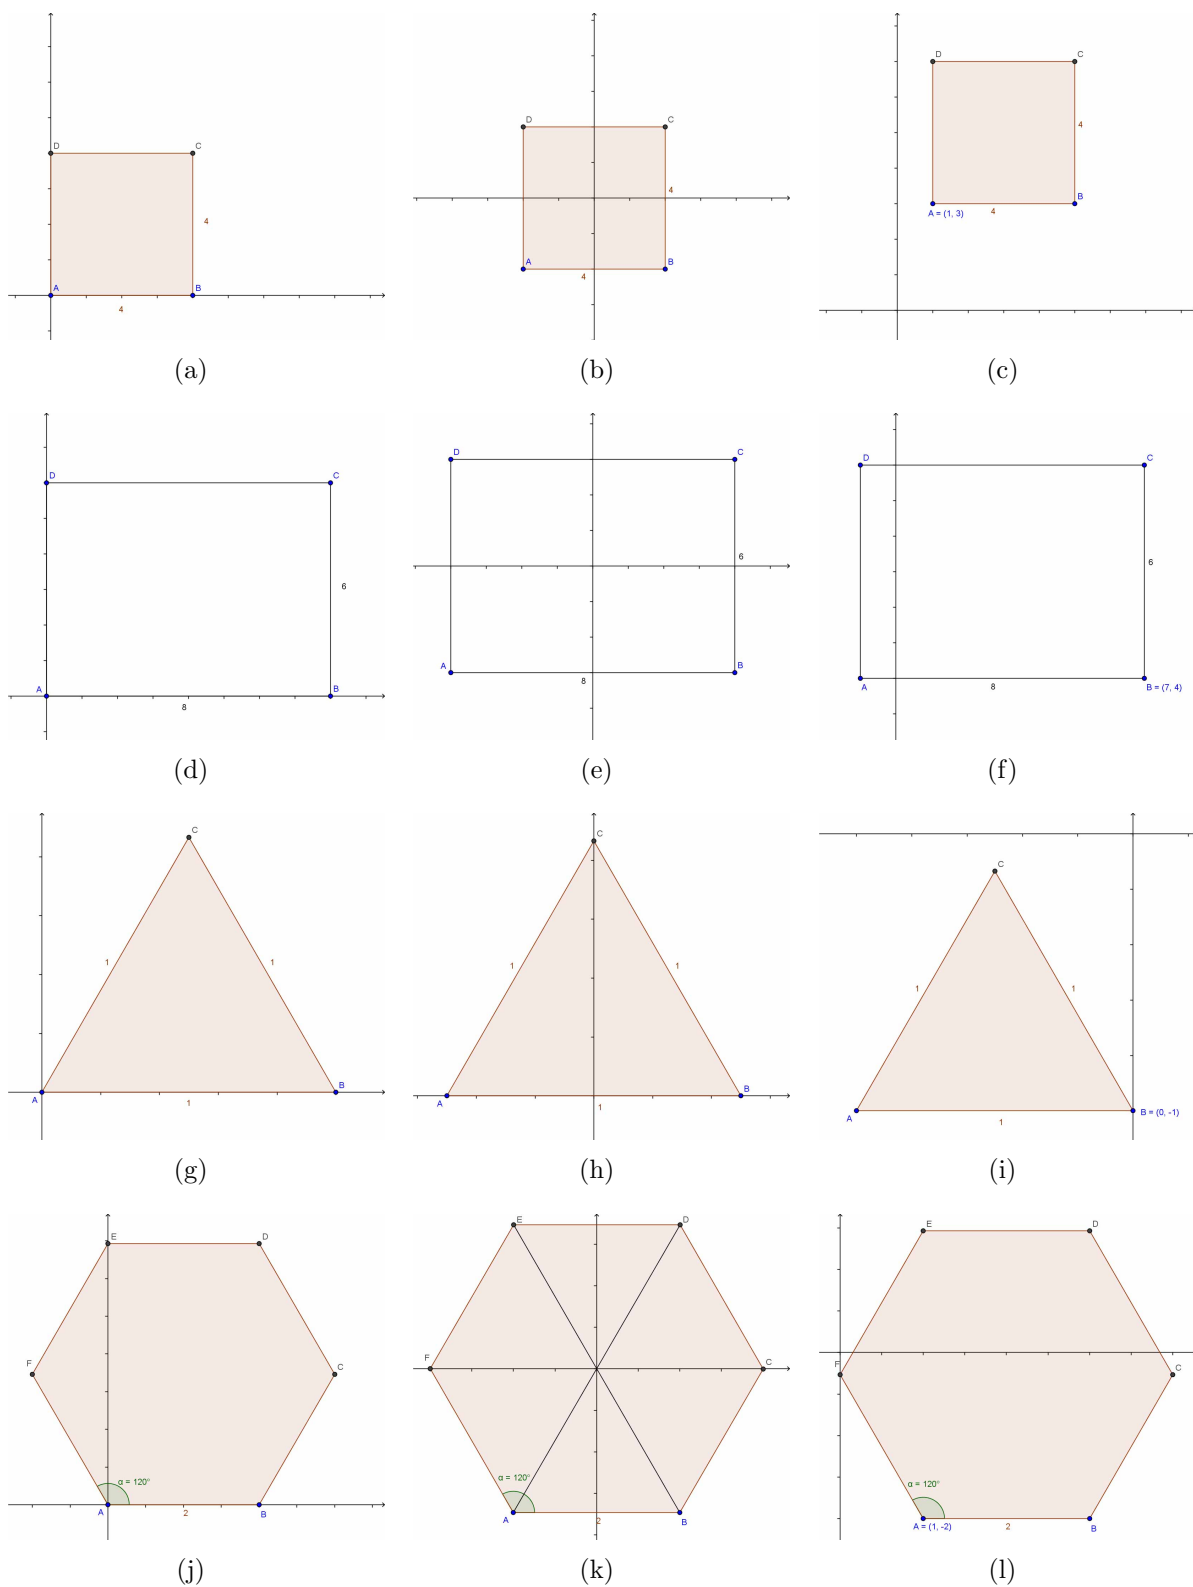 D C
4
A B
4
(a)
D C
4
A B
4
(b)
D C
4
B
A = (1, 3) 4
(c)
D C
6
A B
8
(d)
D C
6
A B
8
(e)
D C
6
A 8 B = (7, 4)
(f)
C
1 1
B
A 1
(g)
C
1 1
B
A 1
(h)
C
1 1
A B = (0, -1)
1
(i)
E D
F C
α = 120°
A 2 B
(j)
E D
F C
α = 120°
A 2 B
(k)
E D
F C
α = 120°
A = (1, -2) 2 B
(l)